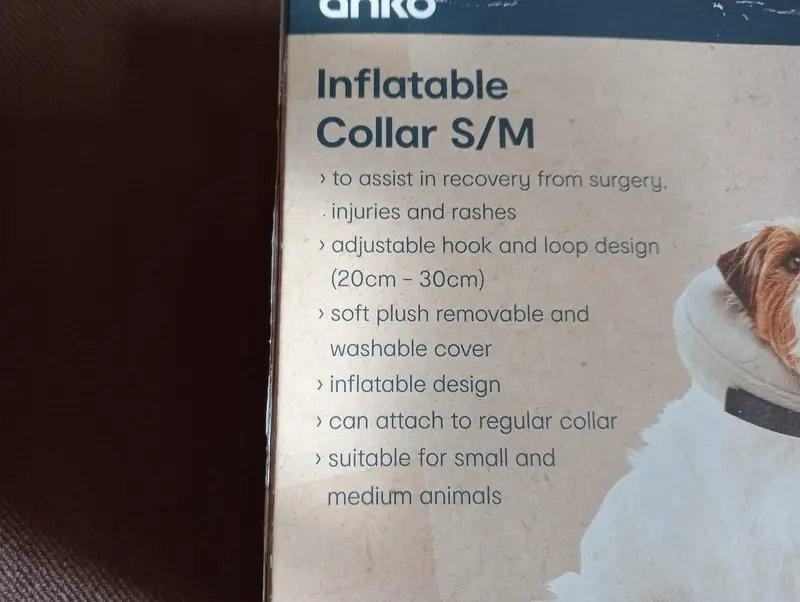 anko
Inflatable
Collar S/M
› to assist in recovery from surgery,
injuries and rashes
› adjustable hook and loop design
(20cm – 30cm)
› soft plush removable and
washable cover
› inflatable design
› can attach to regular collar
› suitable for small and
medium animals